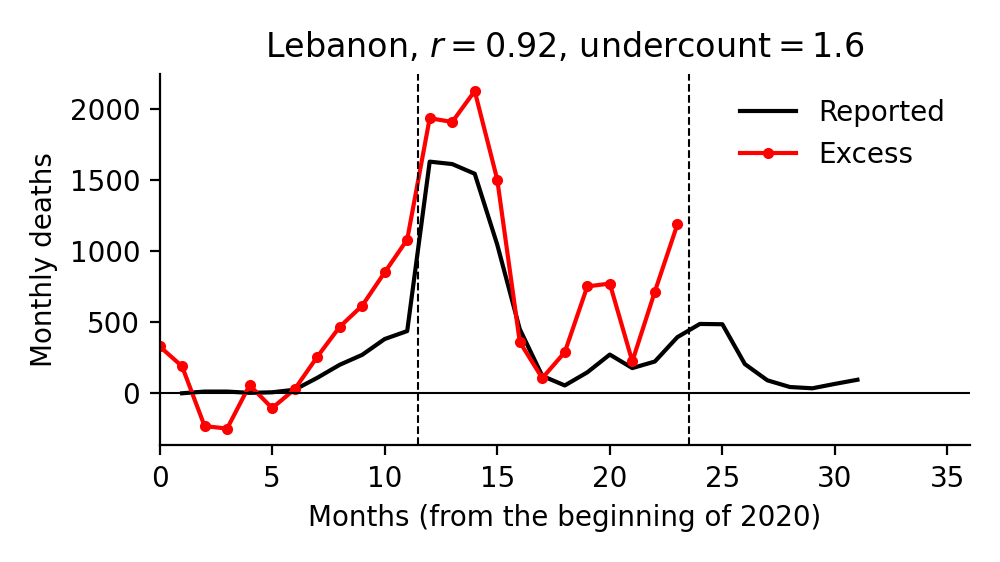 Lebanon, r = 0.92, undercount = 1.6
Reported
Excess
Monthly deaths
2000
1500
1000
500
0
0 5 10 15 20 25 30 35
Months (from the beginning of 2020)